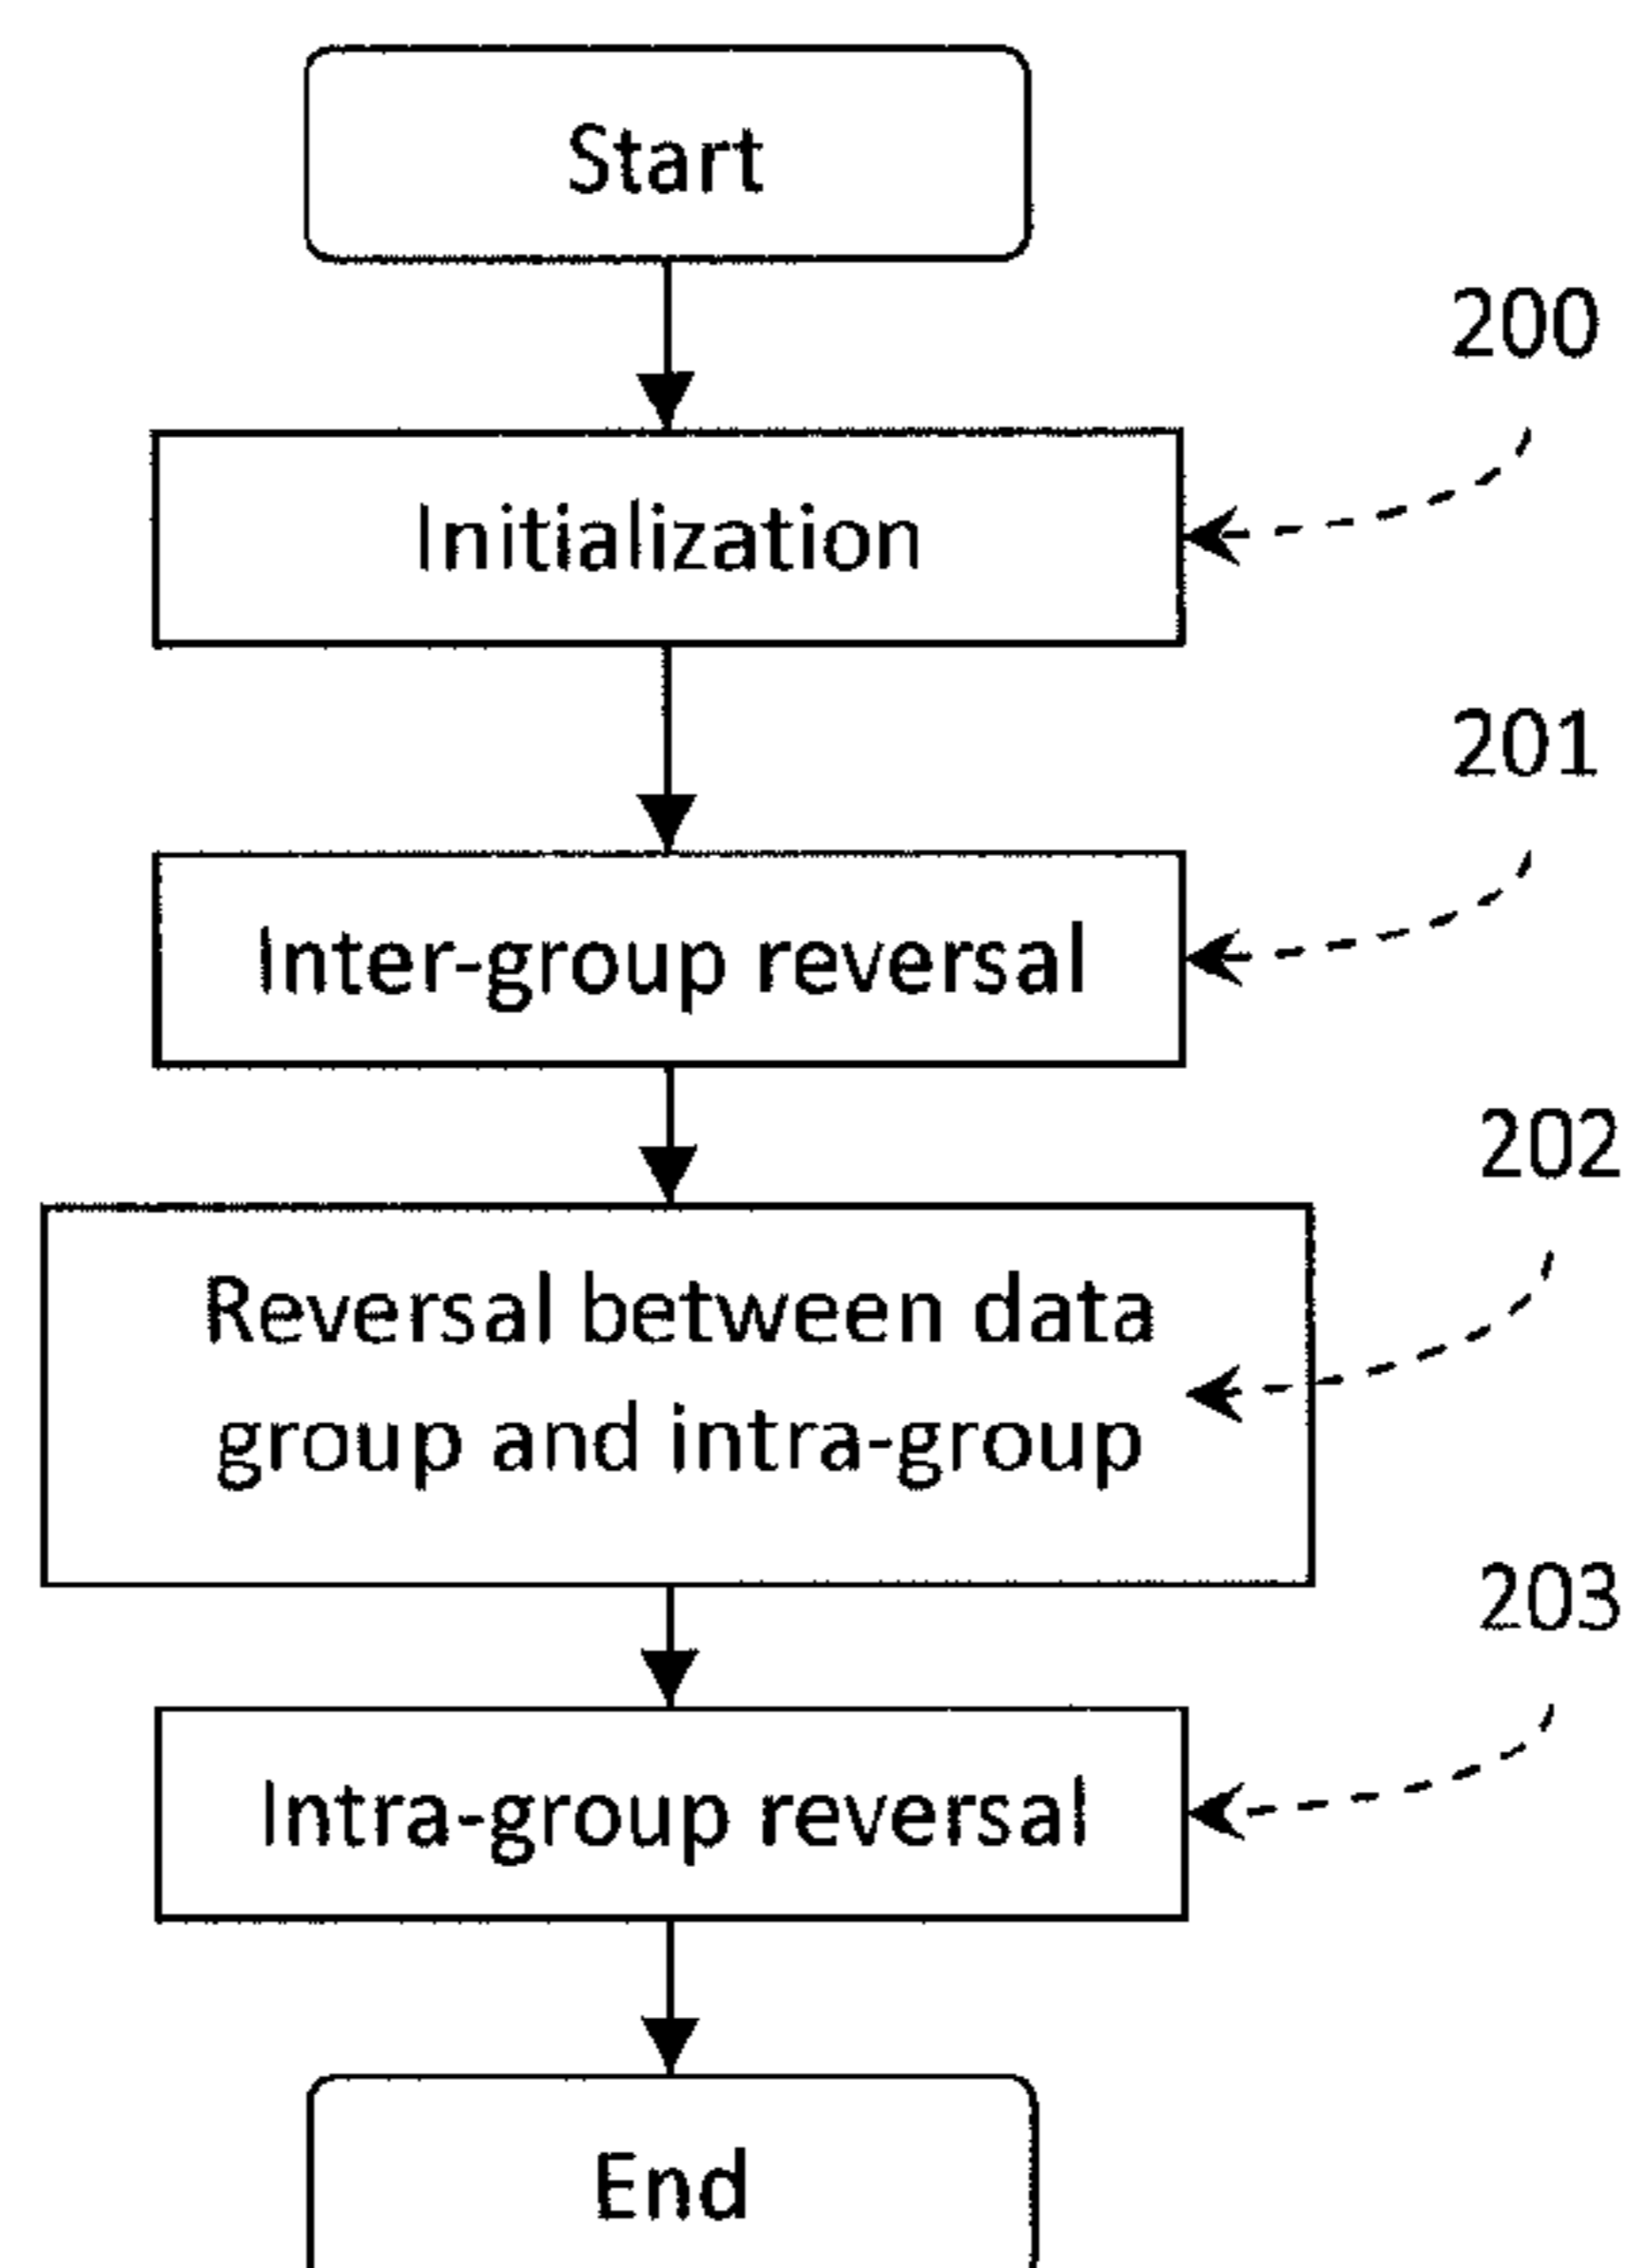 Start
200
Initialization
201
Inter-group reversal
202
Reversal between data
group and intra-group
203
Intra-group reversal
End